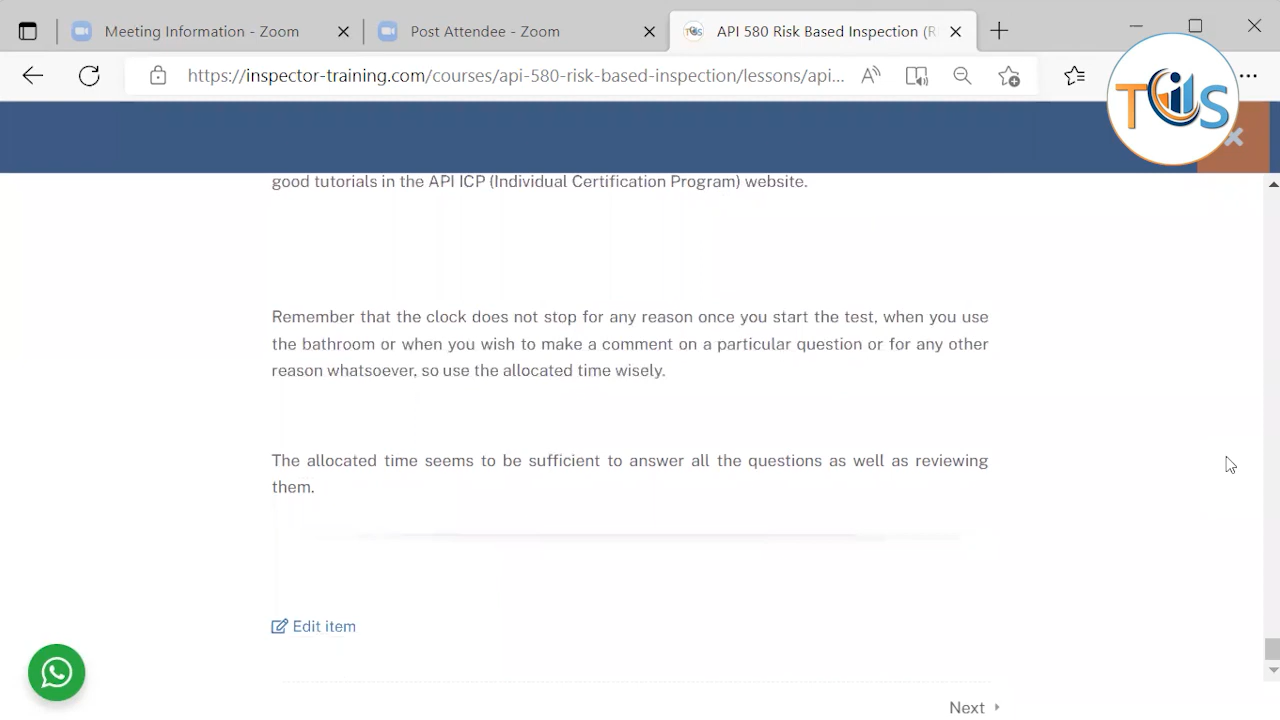 Meeting Information - Zoom
Post Attendee - Zoom
API 580 Risk Based Inspection (R
https://inspector-training.com/courses/api-580-risk-based-inspection/lessons/api...
TIS
good tutorials in the API ICP (Individual Certification Program) website.
Remember that the clock does not stop for any reason once you start the test, when you use
the bathroom or when you wish to make a comment on a particular question or for any other
reason whatsoever, so use the allocated time wisely.
The allocated time seems to be sufficient to answer all the questions as well as reviewing
them.
Edit item
Next